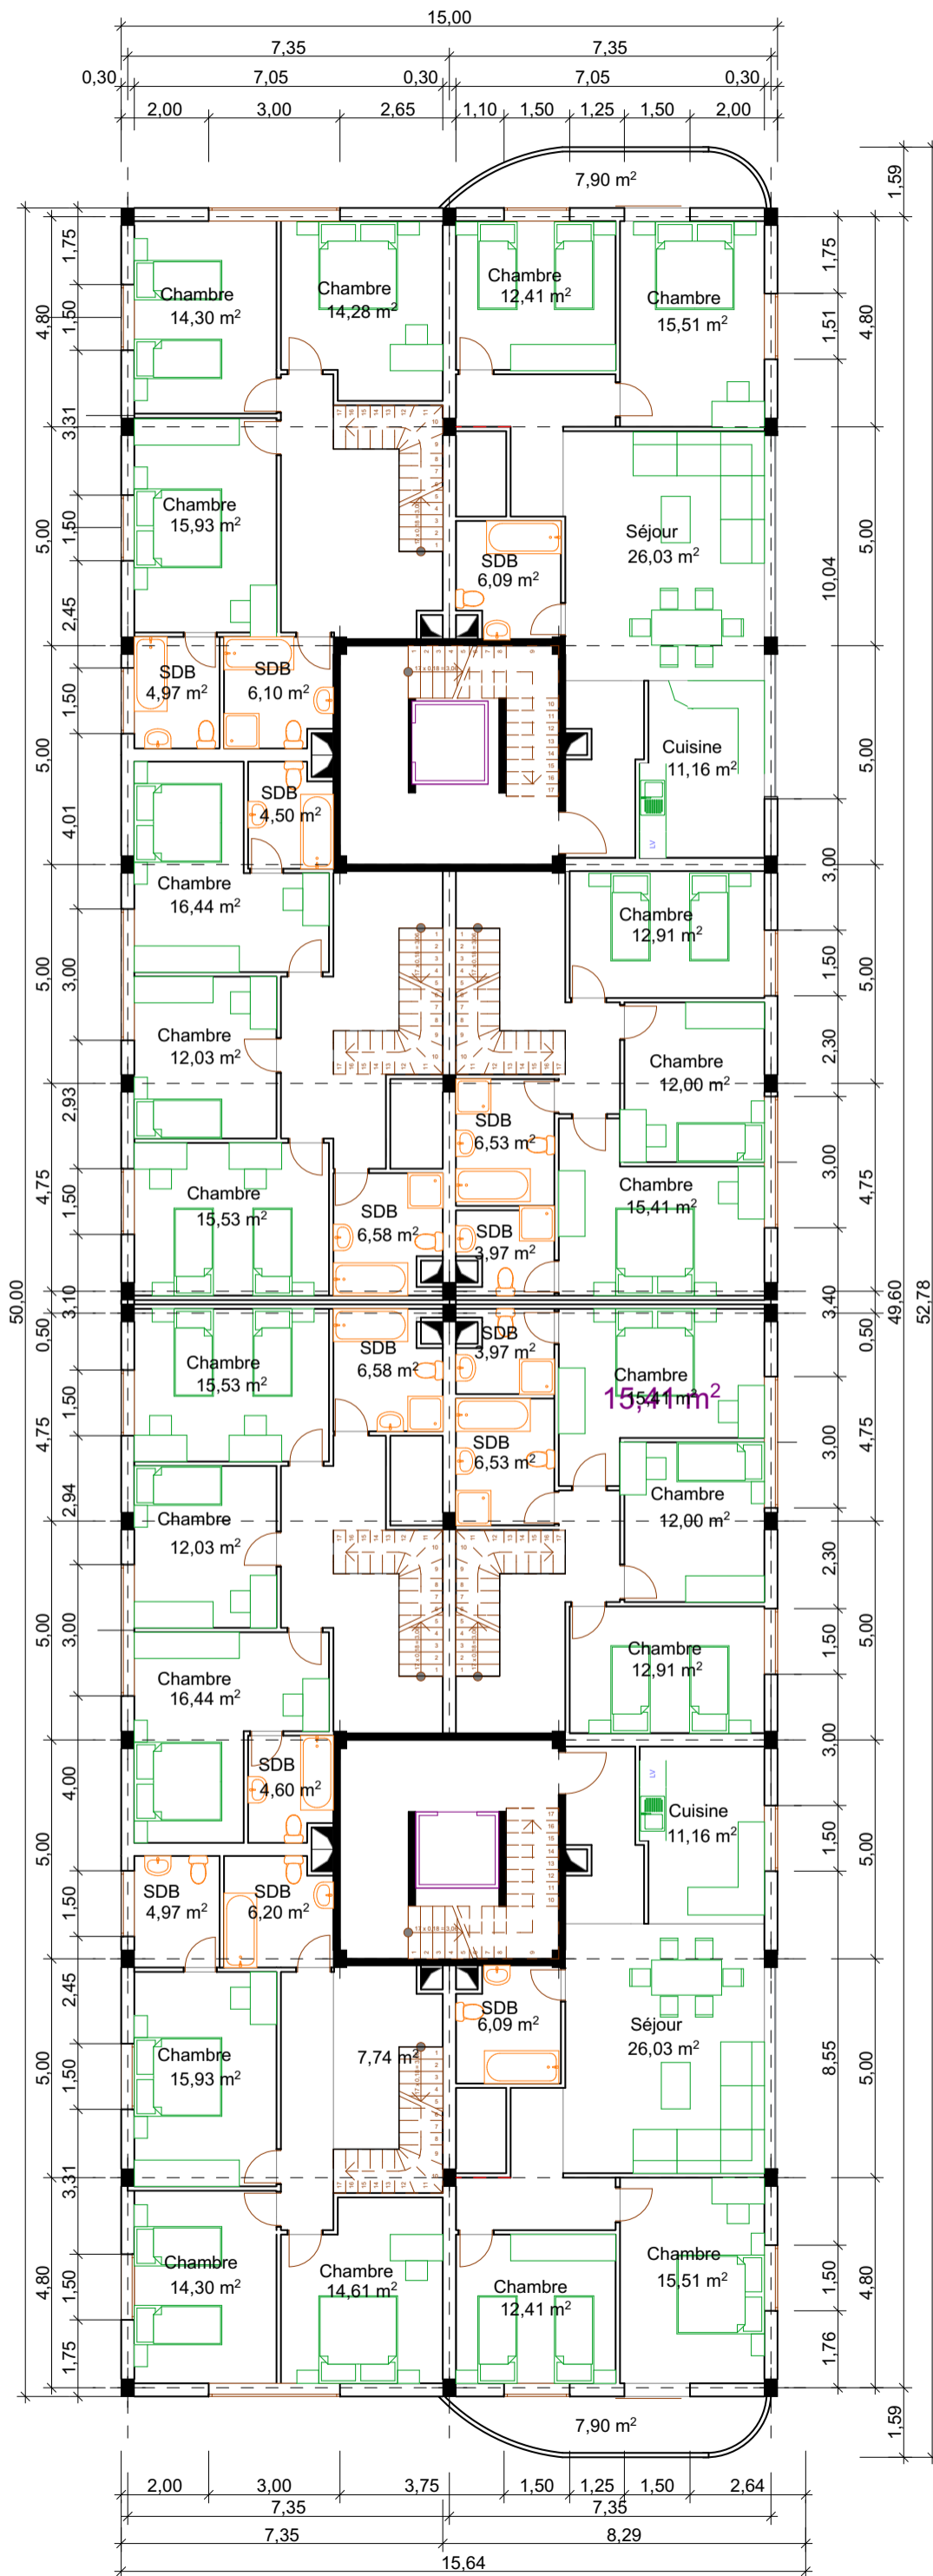 15,00
7,35 7,35
0,30 7,05 0,30 7,05 0,30
2,00 3,00 2,65 1,10 1,50 1,25 1,50 2,00
7,90 m²
1,59
1,75
4,80
1,50
3,31
5,00
1,50
2,45
1,50
5,00
4,01
5,00
3,00
2,93
4,75
1,50
3,10
50,00
0,50
1,50
4,75
2,94
5,00
3,00
4,00
5,00
1,50
2,45
5,00
1,50
3,31
4,80
1,50
1,75
1,75
1,51
4,80
5,00
10,04
5,00
3,00
1,50
5,00
2,30
3,00
4,75
3,40
0,50
49,60
52,78
3,00
4,75
2,30
1,50
5,00
3,00
1,50
5,00
8,55
5,00
1,50
4,80
1,76
1,59
Chambre
14,30 m²
Chambre
14,28 m²
Chambre
12,41 m²
Chambre
15,51 m²
Chambre
15,93 m²
Séjour
26,03 m²
SDB
6,09 m²
SDB
4,97 m²
SDB
6,10 m²
Cuisine
11,16 m²
LV
SDB
4,50 m²
Chambre
16,44 m²
Chambre
12,91 m²
Chambre
12,03 m²
Chambre
12,00 m²
SDB
6,53 m²
Chambre
15,53 m²
SDB
6,58 m²
SDB
3,97 m²
Chambre
15,41 m²
Chambre
15,53 m²
SDB
6,58 m²
SDB
3,97 m²
Chambre
15,41 m²
15,41 m²
SDB
6,53 m²
Chambre
12,03 m²
Chambre
12,00 m²
Chambre
16,44 m²
Chambre
12,91 m²
SDB
4,60 m²
LV
Cuisine
11,16 m²
SDB
4,97 m²
SDB
6,20 m²
SDB
6,09 m²
Séjour
26,03 m²
7,74 m²
Chambre
15,93 m²
Chambre
14,30 m²
Chambre
14,61 m²
Chambre
12,41 m²
Chambre
15,51 m²
7,90 m²
2,00 3,00 3,75 1,50 1,25 1,50 2,64
7,35 7,35
7,35 8,29
15,64